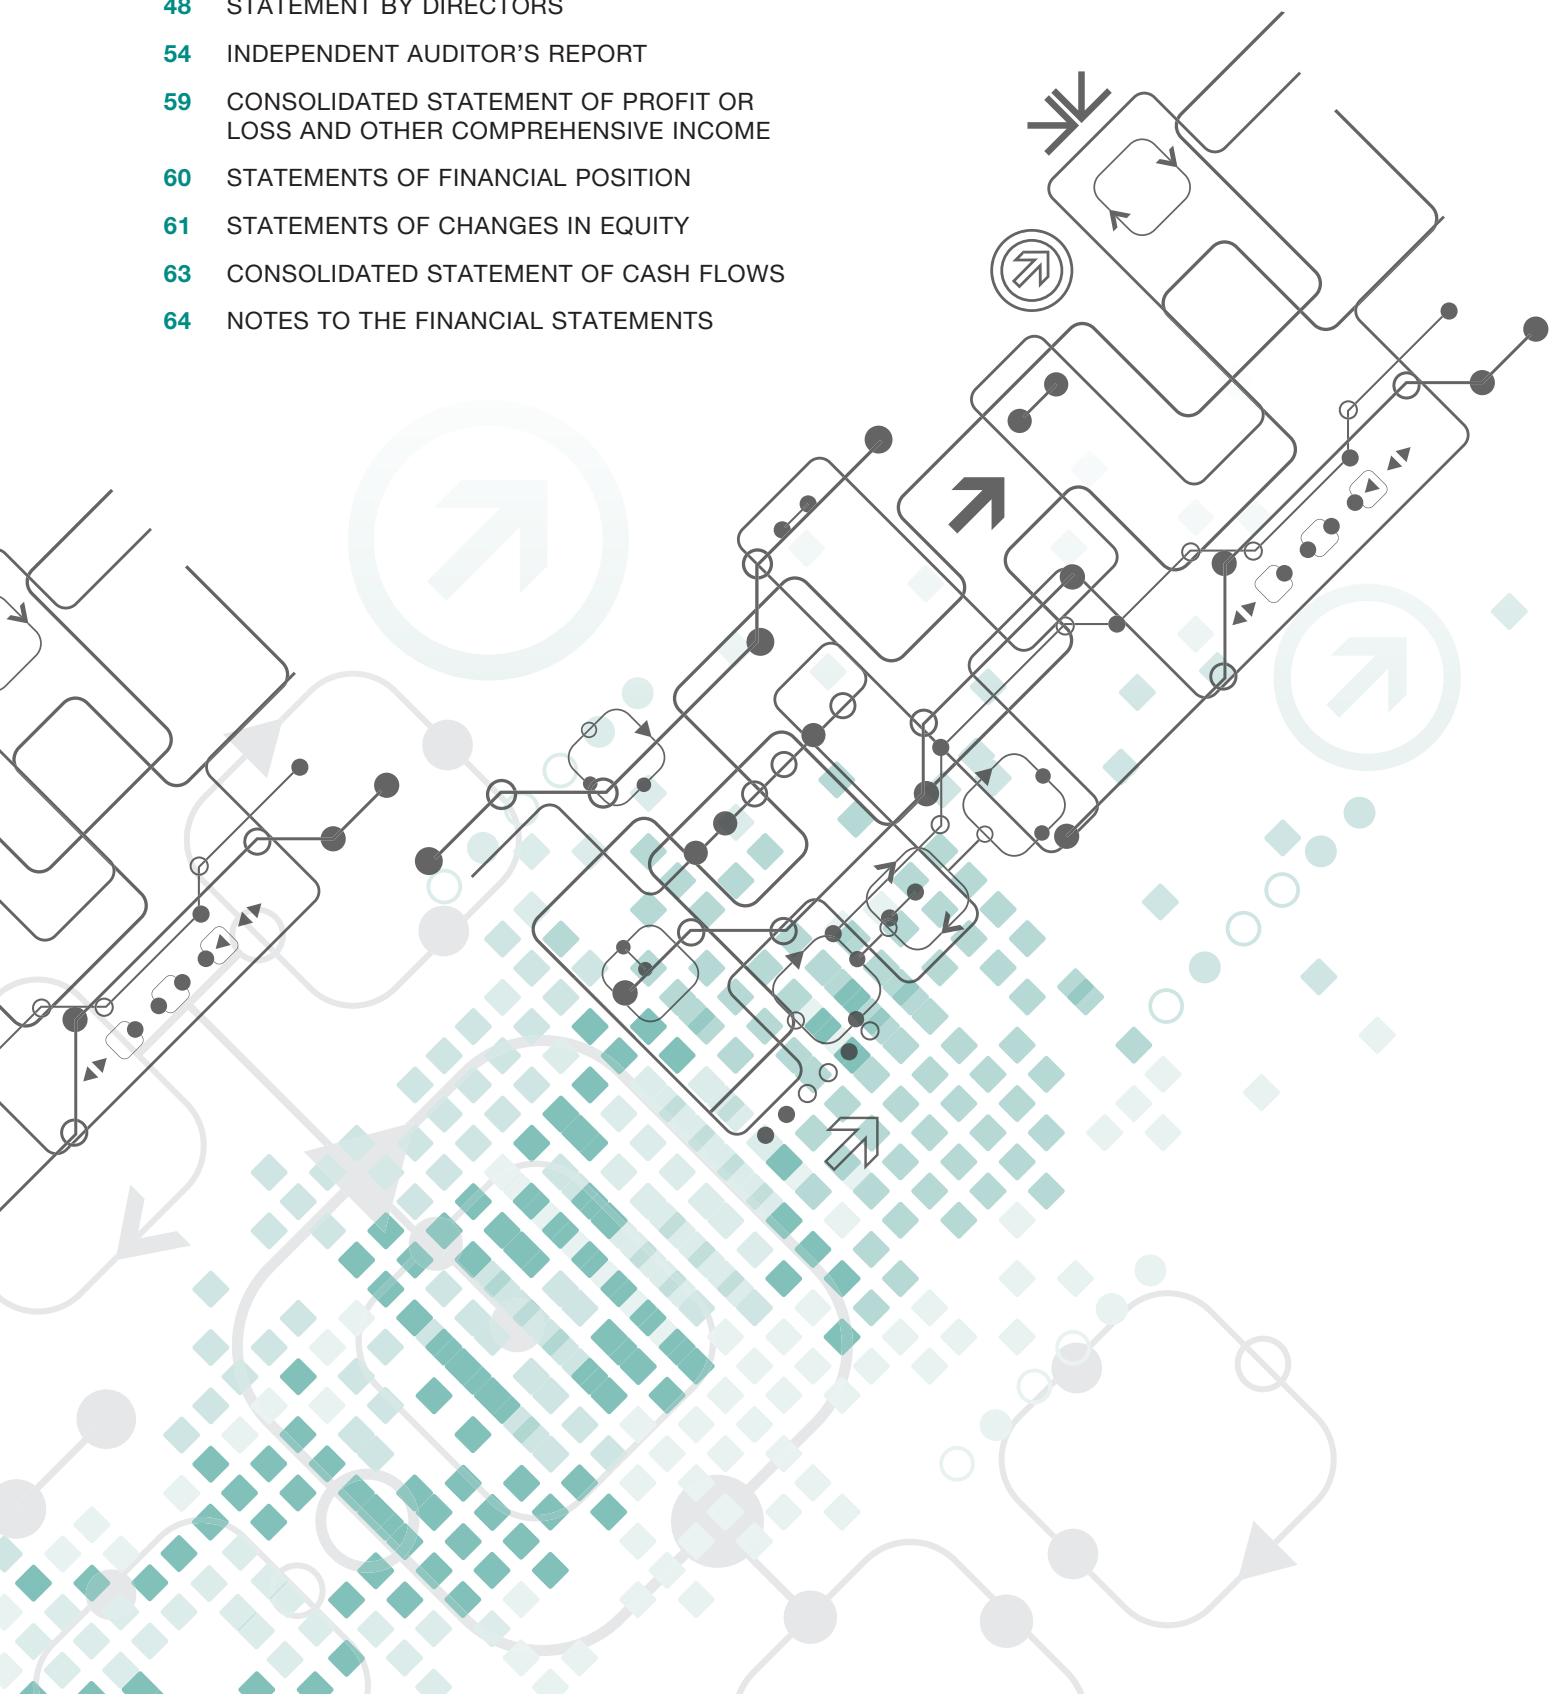 48 STATEMENT BY DIRECTORS
54 INDEPENDENT AUDITOR’S REPORT
59 CONSOLIDATED STATEMENT OF PROFIT OR
LOSS AND OTHER COMPREHENSIVE INCOME
60 STATEMENTS OF FINANCIAL POSITION
61 STATEMENTS OF CHANGES IN EQUITY
63 CONSOLIDATED STATEMENT OF CASH FLOWS
64 NOTES TO THE FINANCIAL STATEMENTS